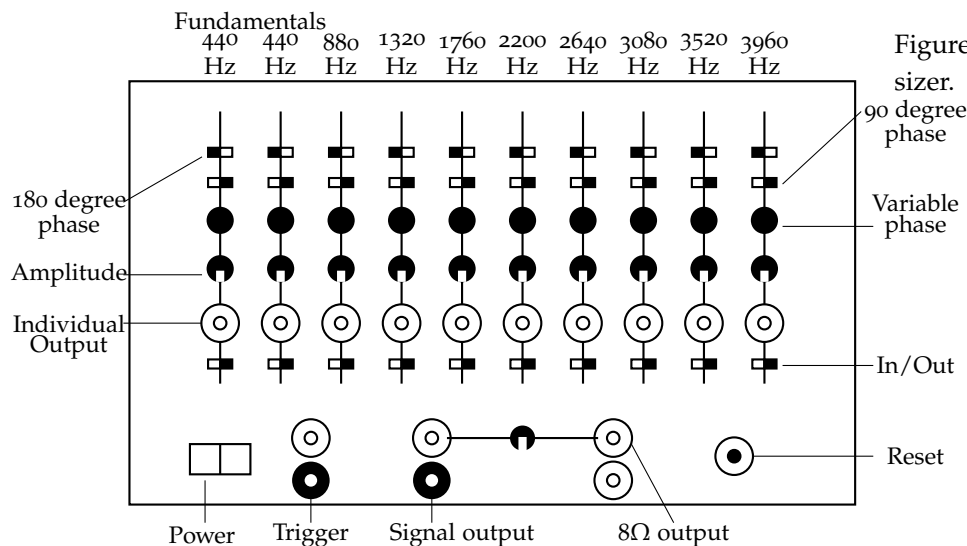 Fundamentals
440 440 880 1320 1760 2200 2640 3080 3520 3960
Hz Hz Hz Hz Hz Hz Hz Hz Hz Hz
Figure
sizer.
90 degree
phase
180 degree
phase
Variable
phase
Amplitude
Individual
Output
In/Out
Reset
Power
Trigger
Signal output
8Ω output